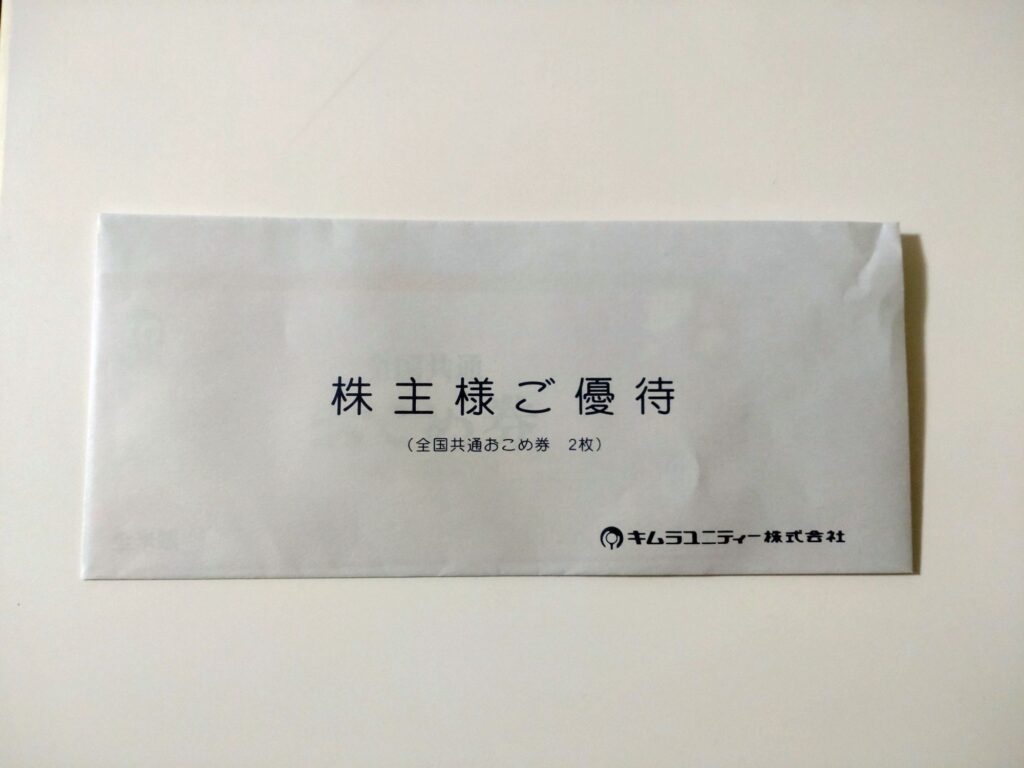 株主様ご優待
（全国共通おこめ券　2枚）
キムラユニティー株式会社